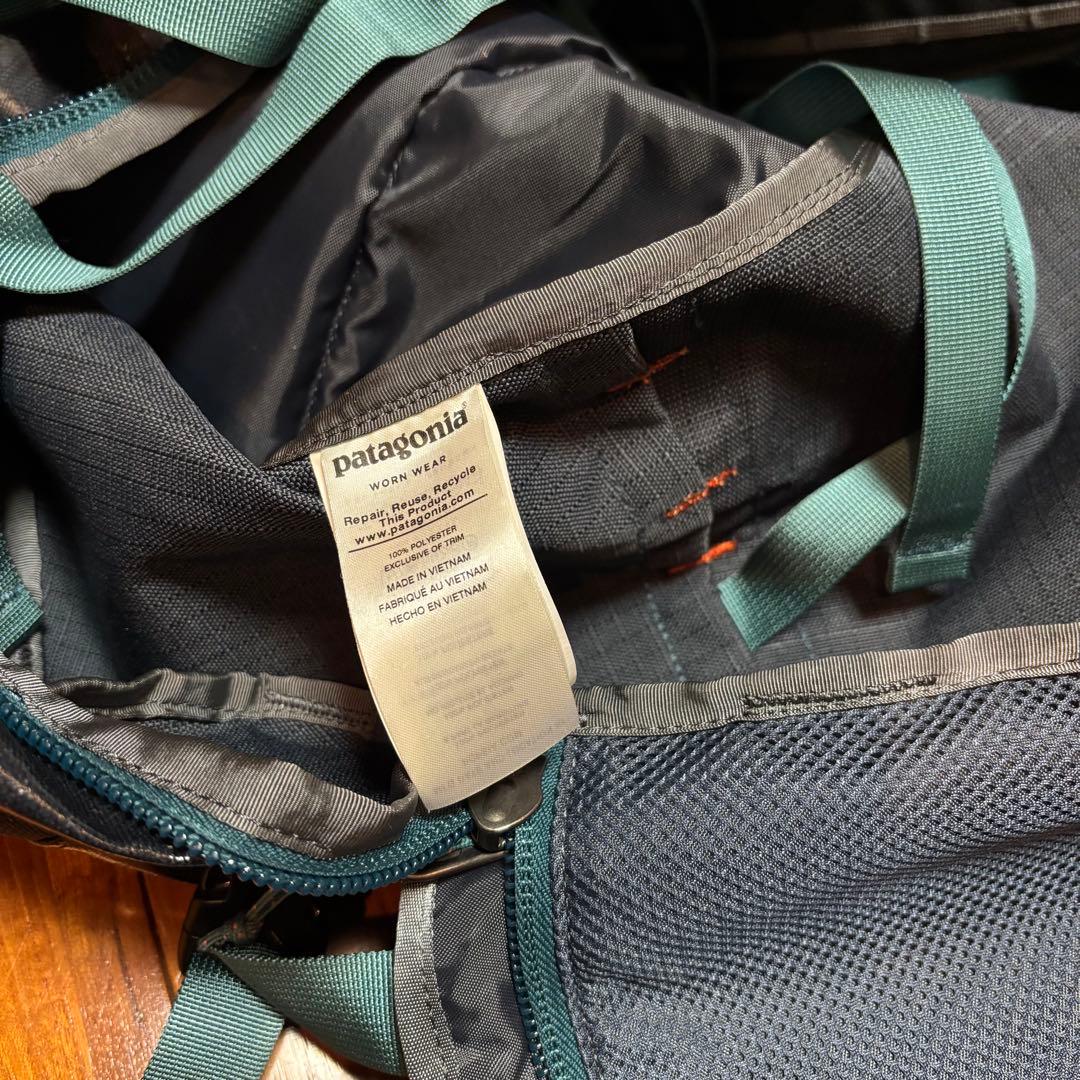 patagonia®
WORN WEAR
Repair, Reuse, Recycle
This Product
www.patagonia.com
100% POLYESTER
EXCLUSIVE OF TRIM
MADE IN VIETNAM
FABRIQUÉ AU VIETNAM
HECHO EN VIETNAM